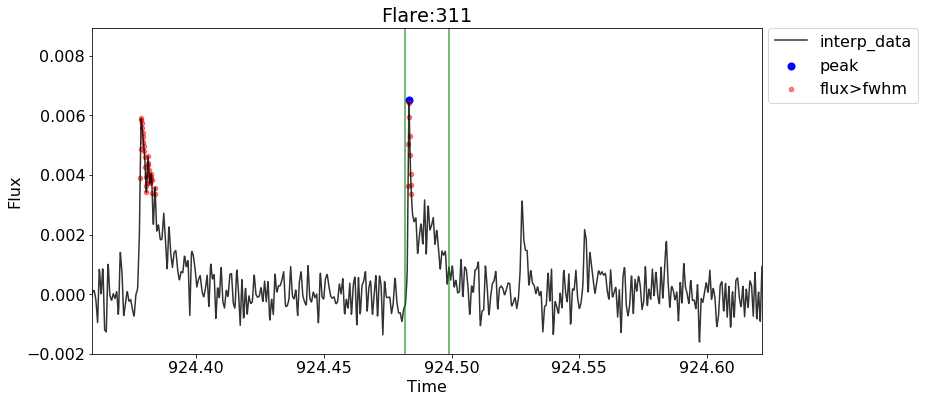 Flare:311
interp_data
peak
flux>fwhm
Flux
0.008
0.006
0.004
0.002
0.000
−0.002
924.40
924.45
924.50
924.55
924.60
Time